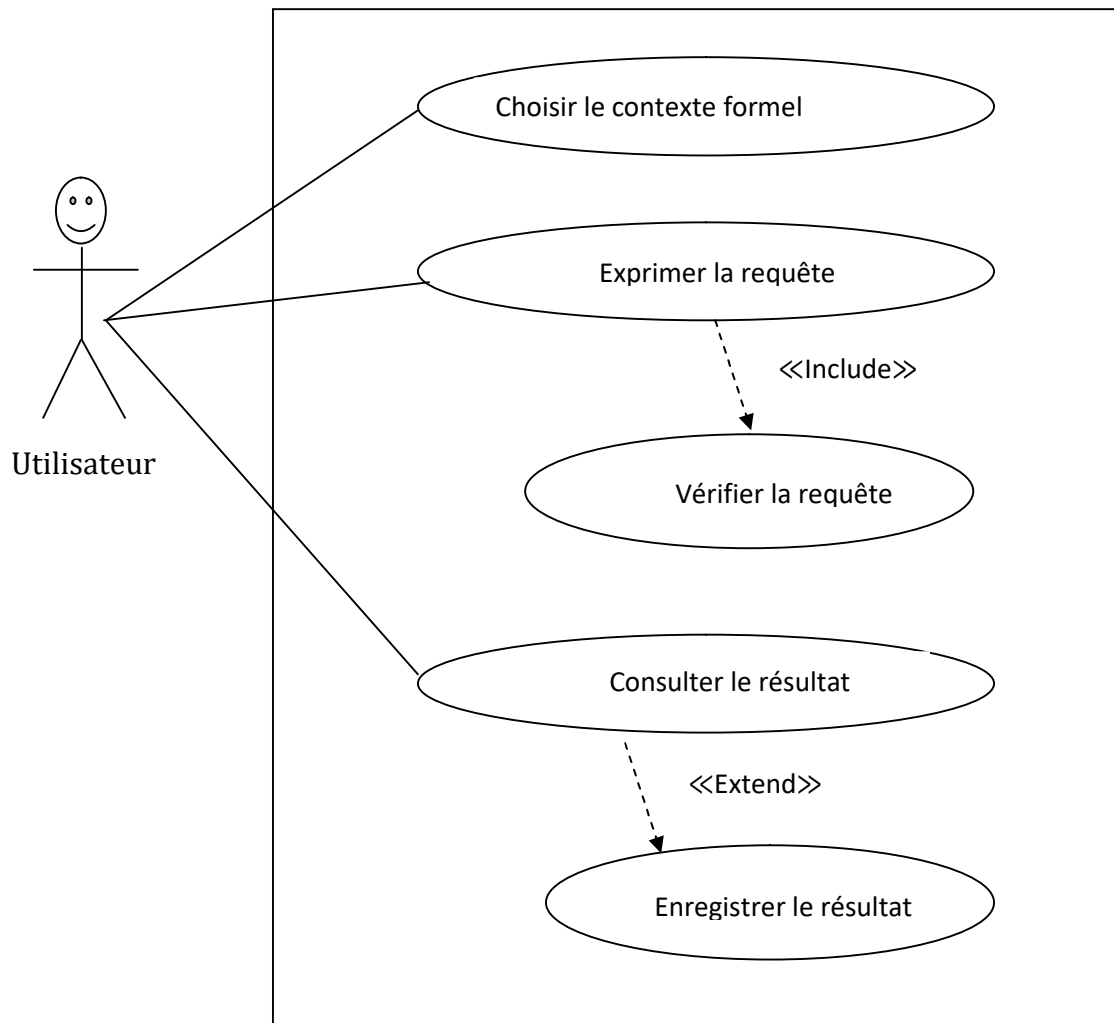 Choisir le contexte formel
Exprimer la requête
≪Include≫
Utilisateur
Vérifier la requête
Consulter le résultat
≪Extend≫
Enregistrer le résultat